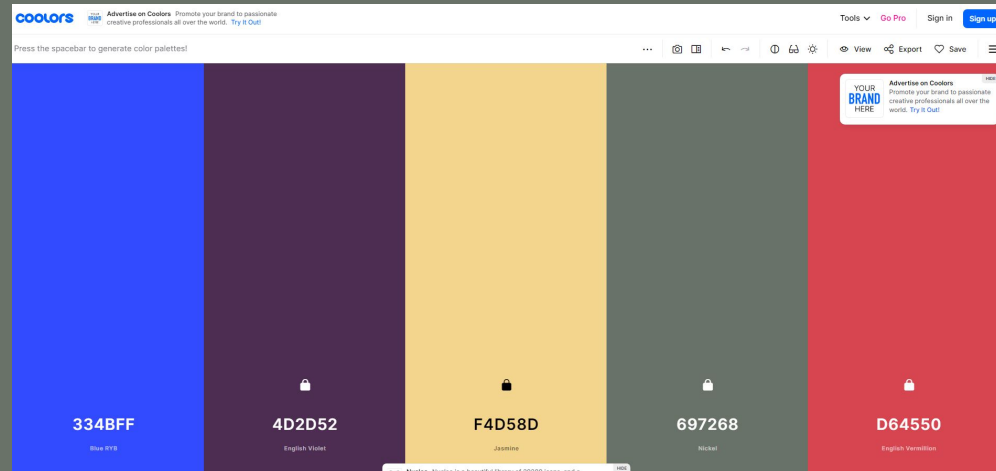 coolors
YOUR BRAND HERE
Advertise on Coolors Promote your brand to passionate
creative professionals all over the world. Try It Out!
Tools Go Pro Sign in Sign up
Press the spacebar to generate color palettes!
View Export Save
HIDE
YOUR
BRAND
HERE
Advertise on Coolors
Promote your brand to passionate
creative professionals all over the
world. Try It Out!
334BFF
Blue RYB
4D2D52
English Violet
F4D58D
Jasmine
697268
Nickel
D64550
English Vermillion
HIDE